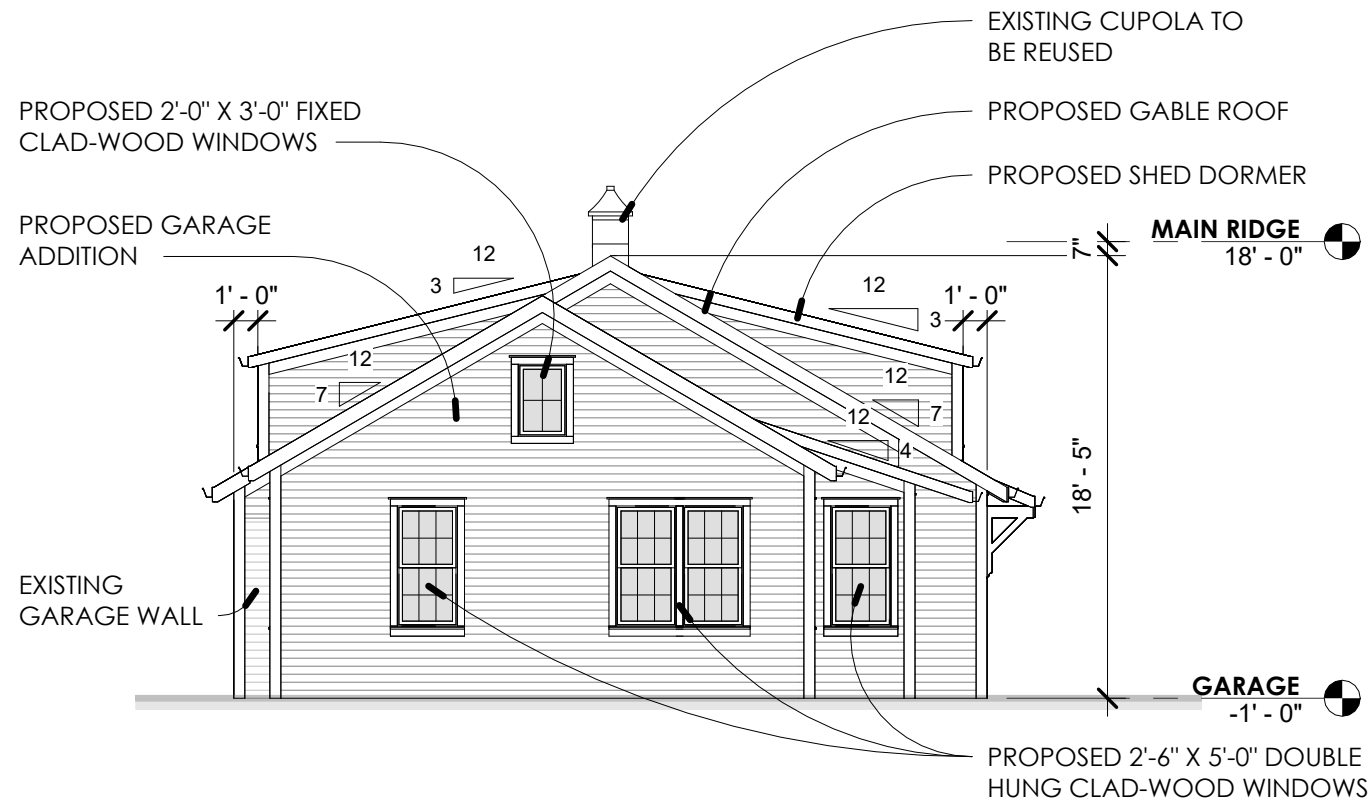 EXISTING CUPOLA TO
BE REUSED
PROPOSED 2'-0" X 3'-0" FIXED
CLAD-WOOD WINDOWS
PROPOSED GABLE ROOF
PROPOSED SHED DORMER
PROPOSED GARAGE
ADDITION
MAIN RIDGE
18' - 0"
7"
12
3
1' - 0"
12
3
1' - 0"
12
7
12
7
12
4
18' - 5"
EXISTING
GARAGE WALL
GARAGE
-1' - 0"
PROPOSED 2'-6" X 5'-0" DOUBLE
HUNG CLAD-WOOD WINDOWS